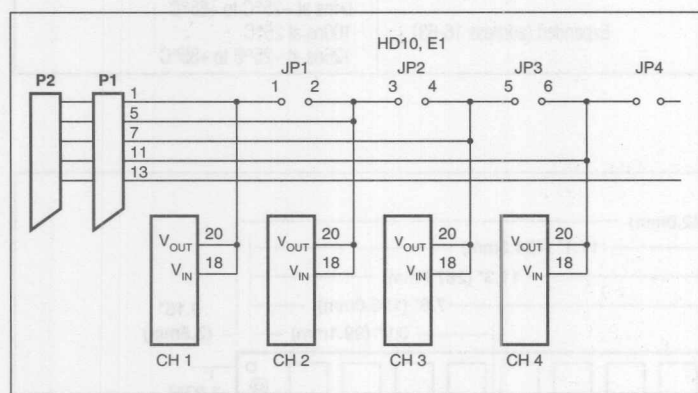 HD10, E1
JP1 JP2 JP3 JP4
P2 P1
1 1 2 3 4 5 6
5
7
11
13
20 20 20 20
VOUT VOUT VOUT VOUT
18 18 18 18
VIN VIN VIN VIN
CH 1 CH 2 CH 3 CH 4